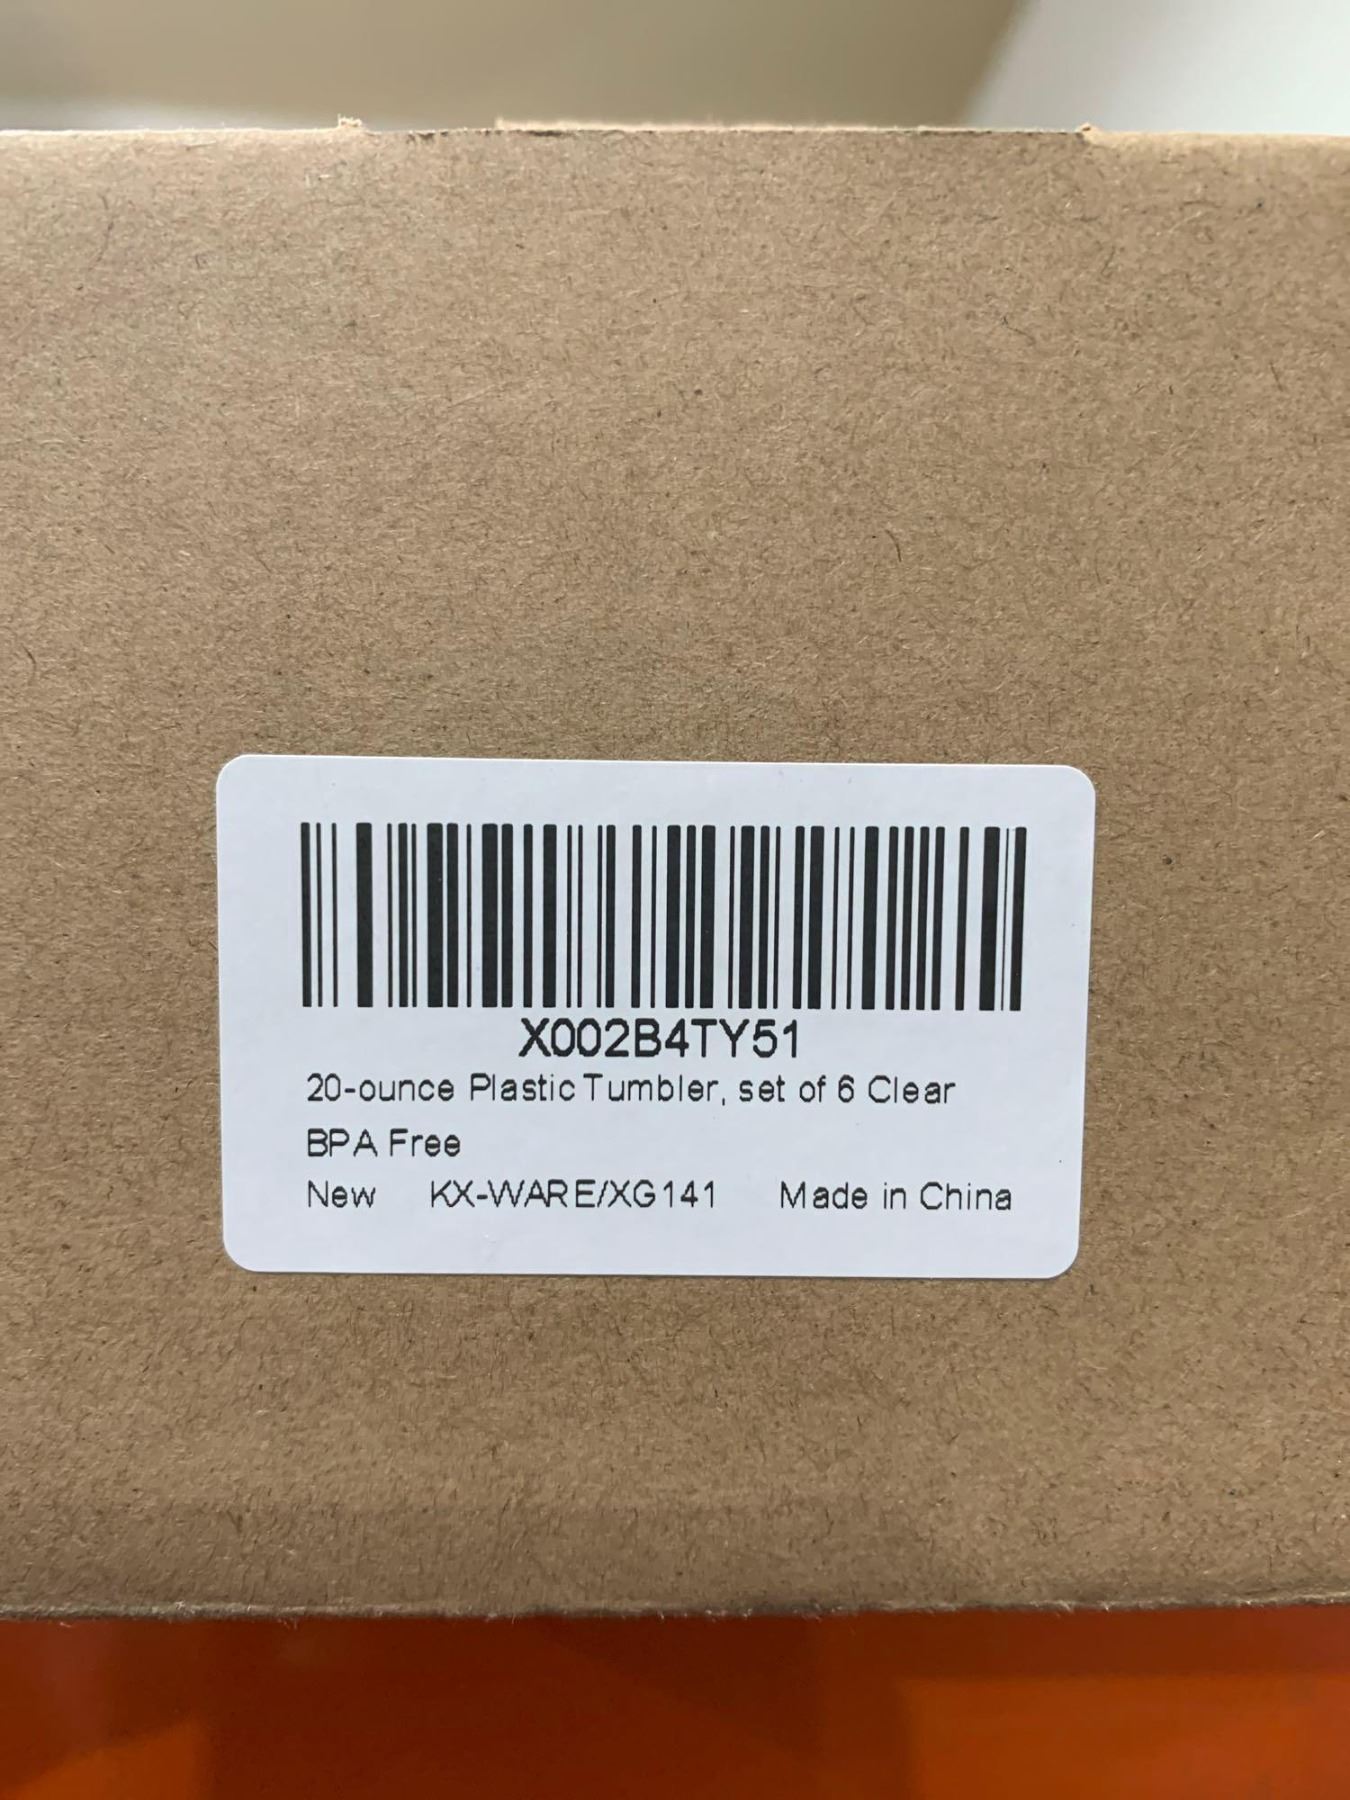 X002B4TY51
20-ounce Plastic Tumbler, set of 6 Clear
BPA Free
New KX-WARE/XG141 Made in China